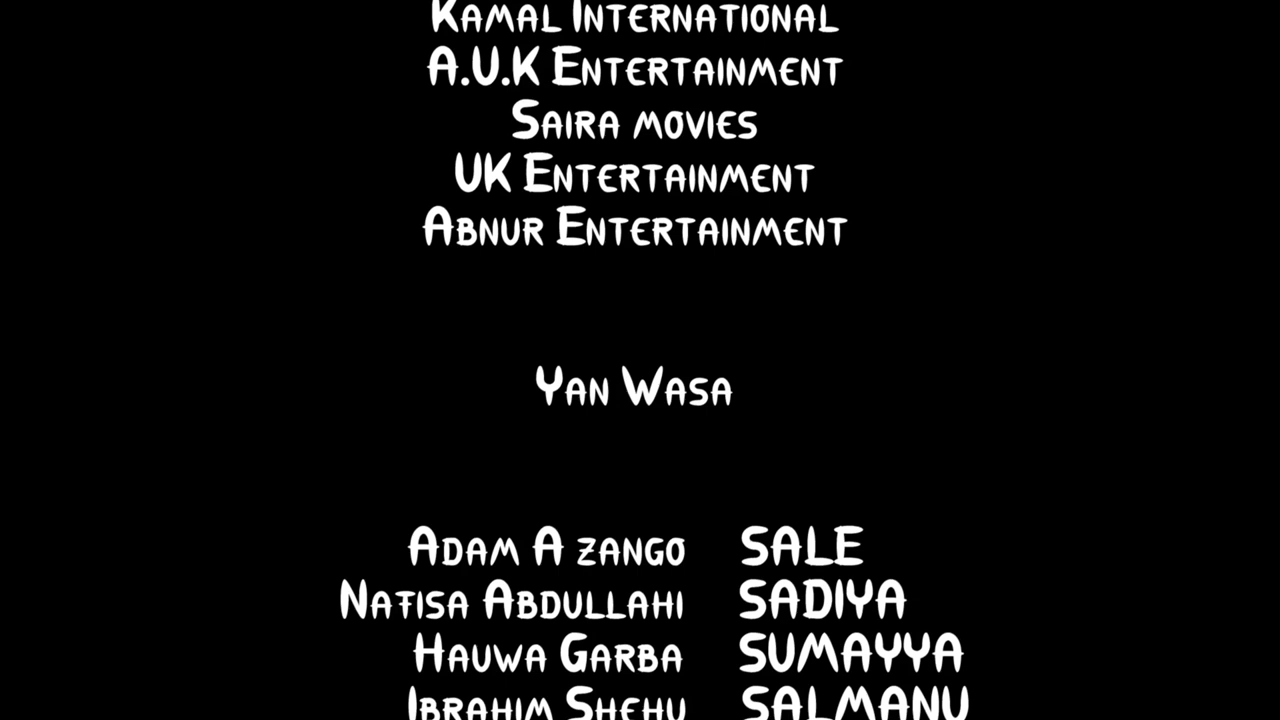 Kamal International
A.U.K Entertainment
Saira movies
UK Entertainment
Abnur Entertainment
Yan Wasa
Adam A zango SALE
Nafisa Abdullahi SADIYA
Hauwa Garba SUMAYYA
Ibrahim Shehu SALMANU